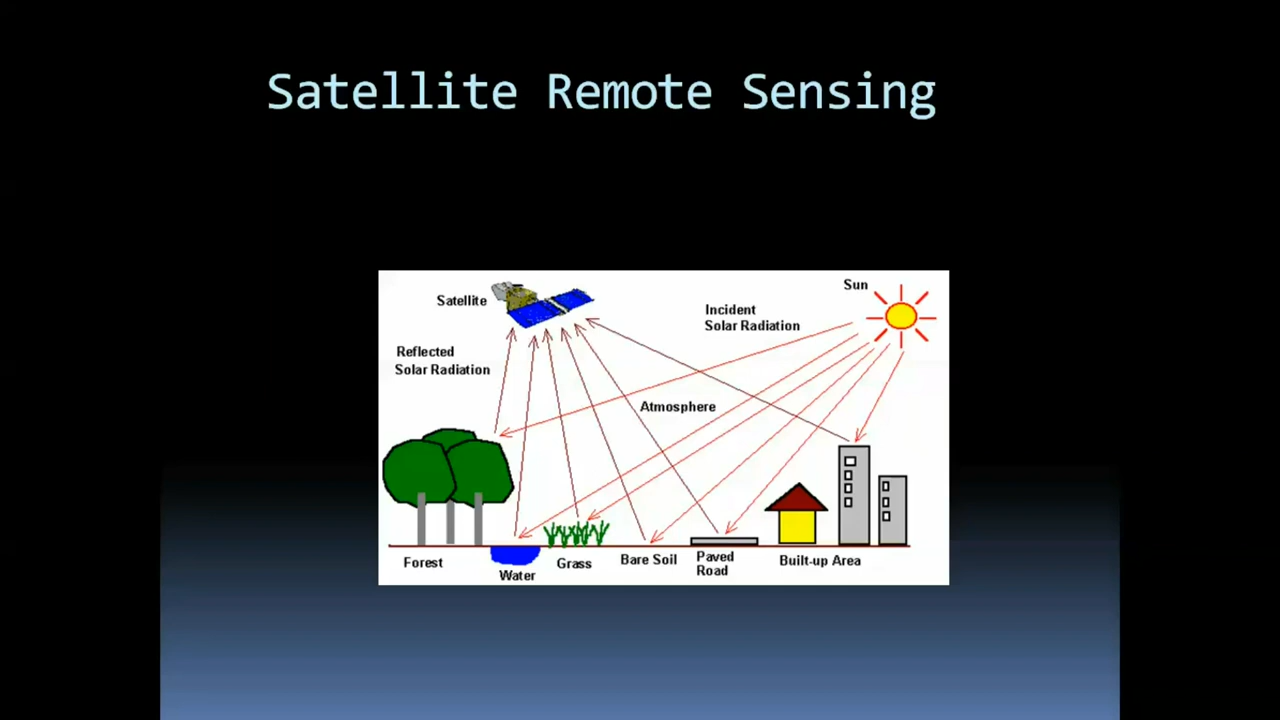 Satellite Remote Sensing
Sun
Satellite
Incident
Solar Radiation
Reflected
Solar Radiation
Atmosphere
Forest
Water
Grass
Bare Soil
Paved
Road
Built-up Area